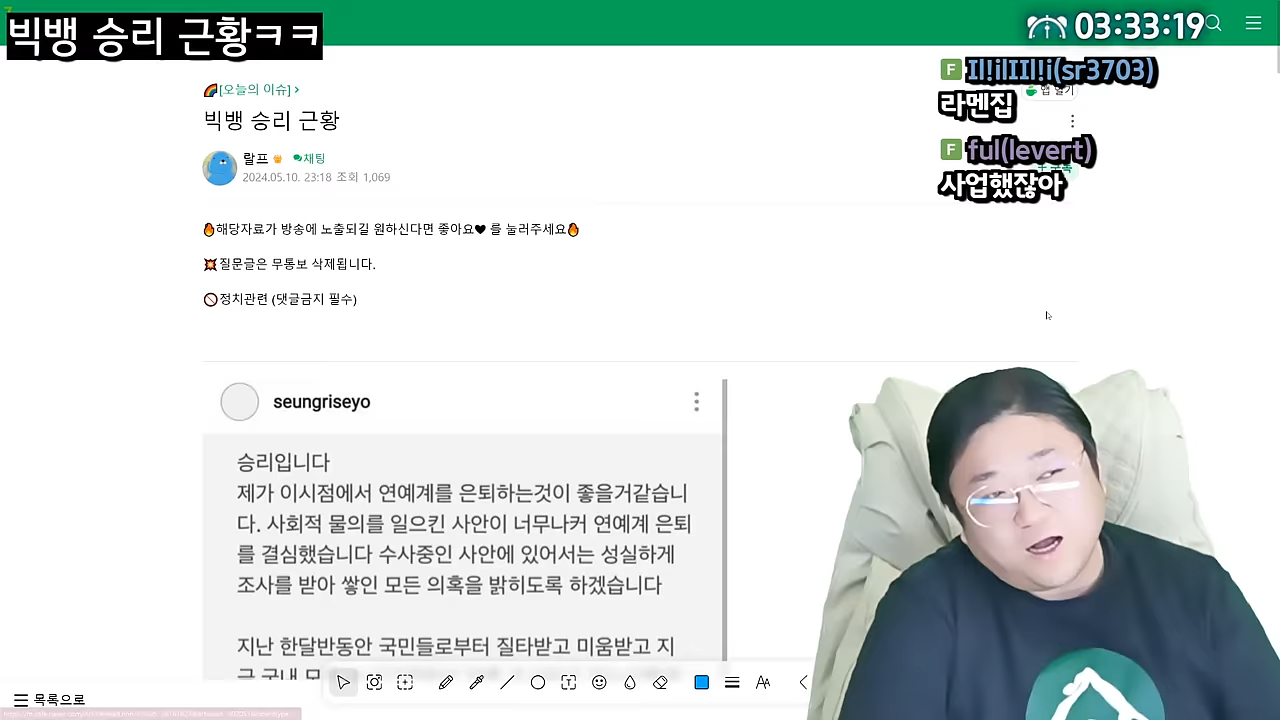 빅뱅 승리 근황ㅋㅋ
03:33:19
Il!ilIIl!i(sr3703)
라멘집
ful(levert)
사업했잖아
[오늘의 이슈] >
빅뱅 승리 근황
랄프 채팅
2024.05.10. 23:18 조회 1,069
🔥해당자료가 방송에 노출되길 원하신다면 좋아요🖤 를 눌러주세요🔥
💥질문글은 무통보 삭제됩니다.
🚫정치관련 (댓글금지 필수)
seungriseyo
승리입니다
제가 이시점에서 연예계를 은퇴하는것이 좋을거같습니
다. 사회적 물의를 일으킨 사안이 너무나커 연예계 은퇴
를 결심했습니다 수사중인 사안에 있어서는 성실하게
조사를 받아 쌓인 모든 의혹을 밝히도록 하겠습니다
지난 한달반동안 국민들로부터 질타받고 미움받고 지
목록으로